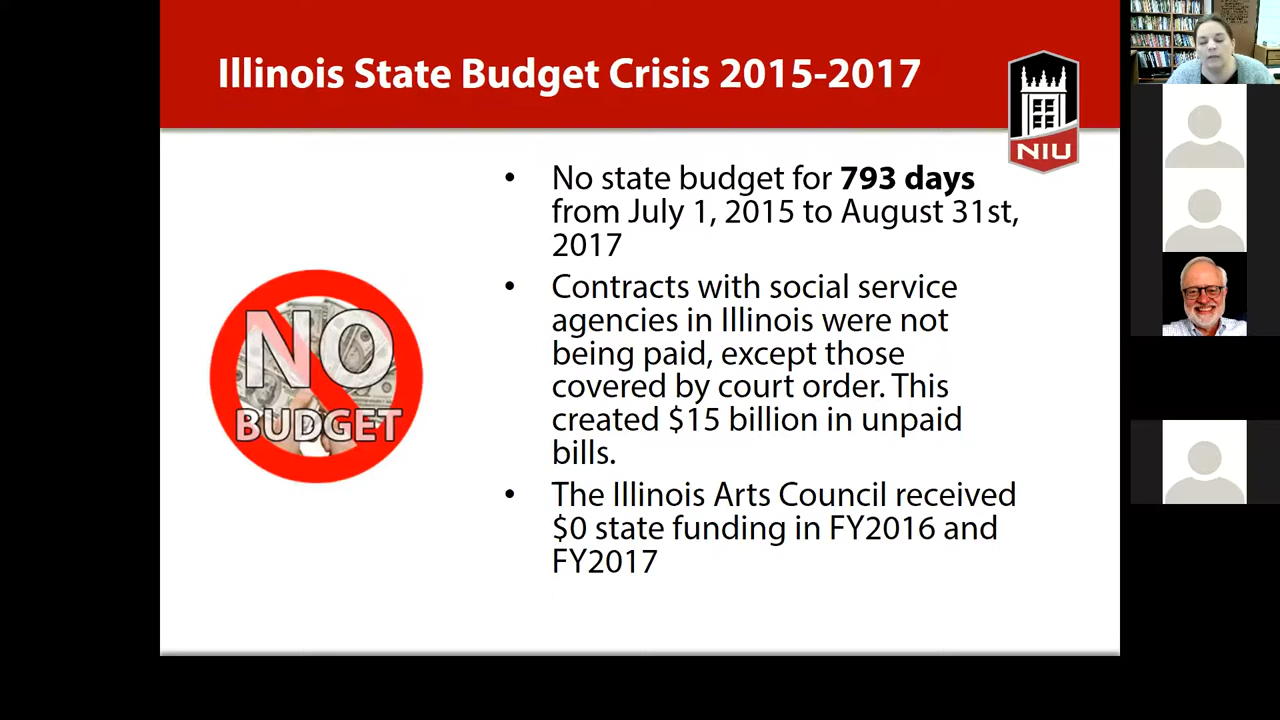 Illinois State Budget Crisis 2015-2017
NIU
• No state budget for 793 days
from July 1, 2015 to August 31st,
2017
• Contracts with social service
agencies in Illinois were not
being paid, except those
covered by court order. This
created $15 billion in unpaid
bills.
• The Illinois Arts Council received
$0 state funding in FY2016 and
FY2017
NO
BUDGET